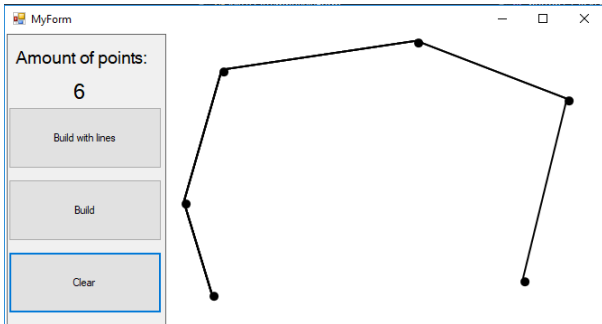 MyForm
Amount of points:
6
Build with lines
Build
Clear